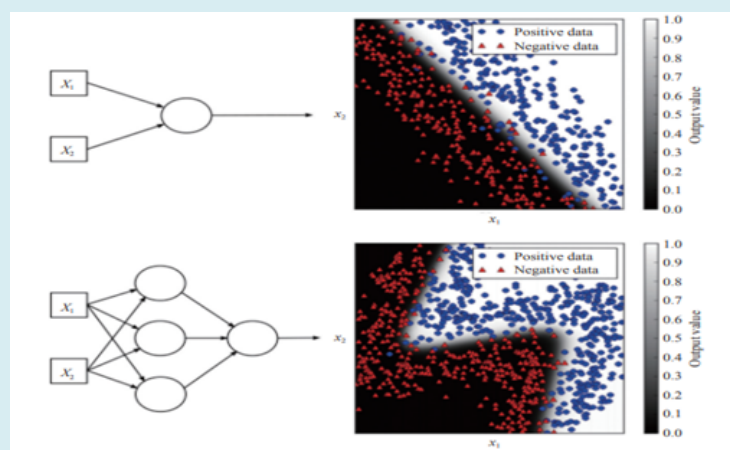 Positive data
Negative data
X₁
X₂
x₂
x₁
1.0
0.9
0.8
0.7
0.6
0.5
0.4
0.3
0.2
0.1
0.0
Output value
Positive data
Negative data
X₁
X₂
x₂
x₁
1.0
0.9
0.8
0.7
0.6
0.5
0.4
0.3
0.2
0.1
0.0
Output value